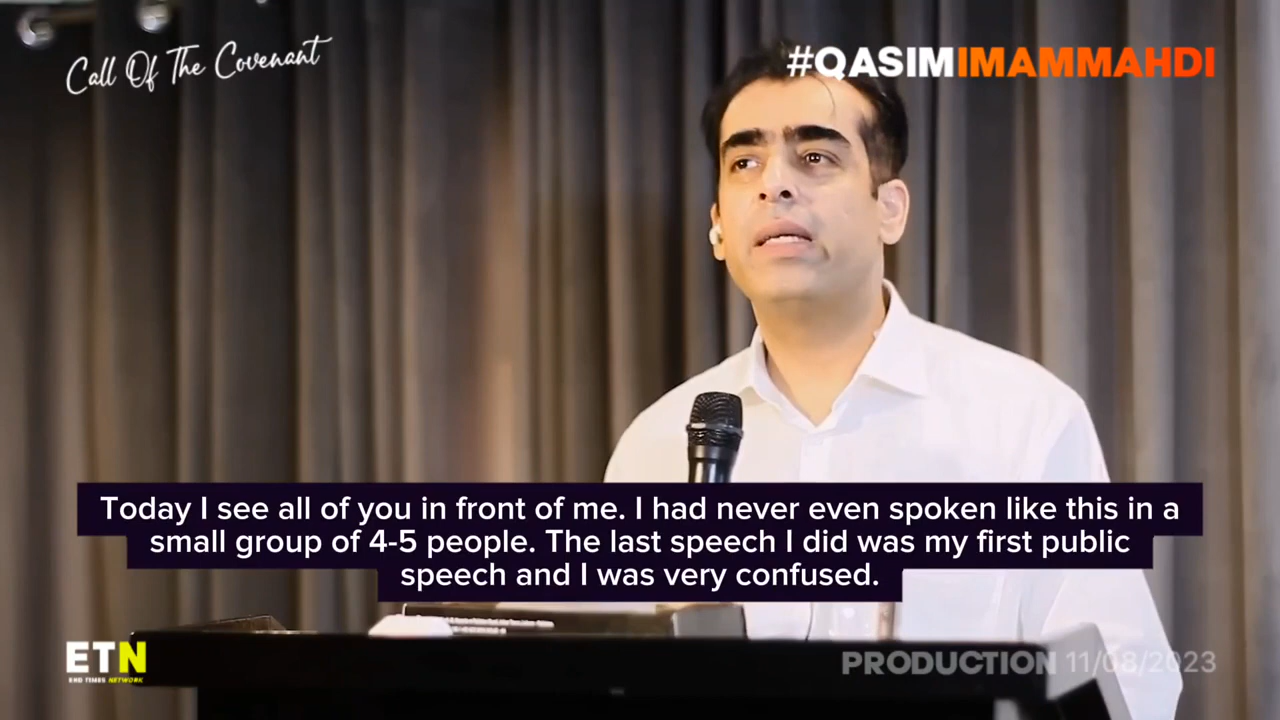 Call Of The Covenant
#QASIMIMAMMAHDI
Today I see all of you in front of me. I had never even spoken like this in a
small group of 4-5 people. The last speech I did was my first public
speech and I was very confused.
ETN
END TIMES NETWORK
PRODUCTION 11/08/2023